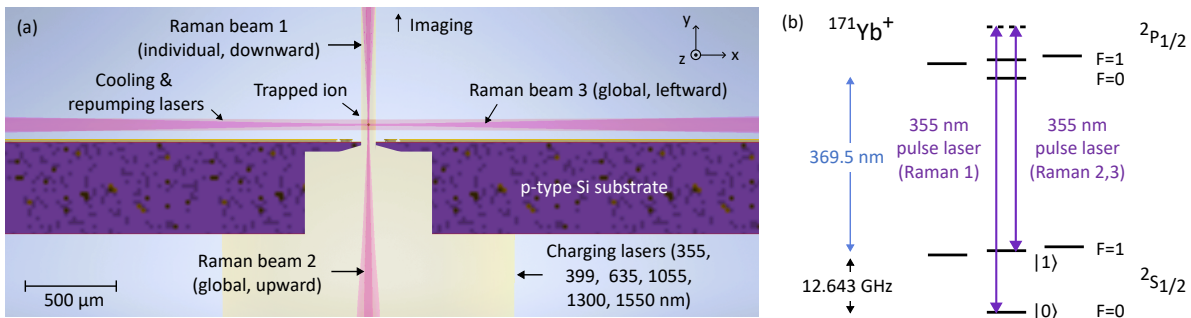 (a)
Imaging
Raman beam 1
(individual, downward)
y
x
z
Cooling &
repumping lasers
Trapped ion
Raman beam 3 (global, leftward)
p-type Si substrate
Raman beam 2
(global, upward)
Charging lasers (355,
399, 635, 1055,
1300, 1550 nm)
500 μm
(b)
¹⁷¹Yb⁺
²P₁/₂
F=1
F=0
369.5 nm
355 nm
pulse laser
(Raman 1)
355 nm
pulse laser
(Raman 2,3)
F=1
|1⟩
12.643 GHz
²S₁/₂
|0⟩
F=0